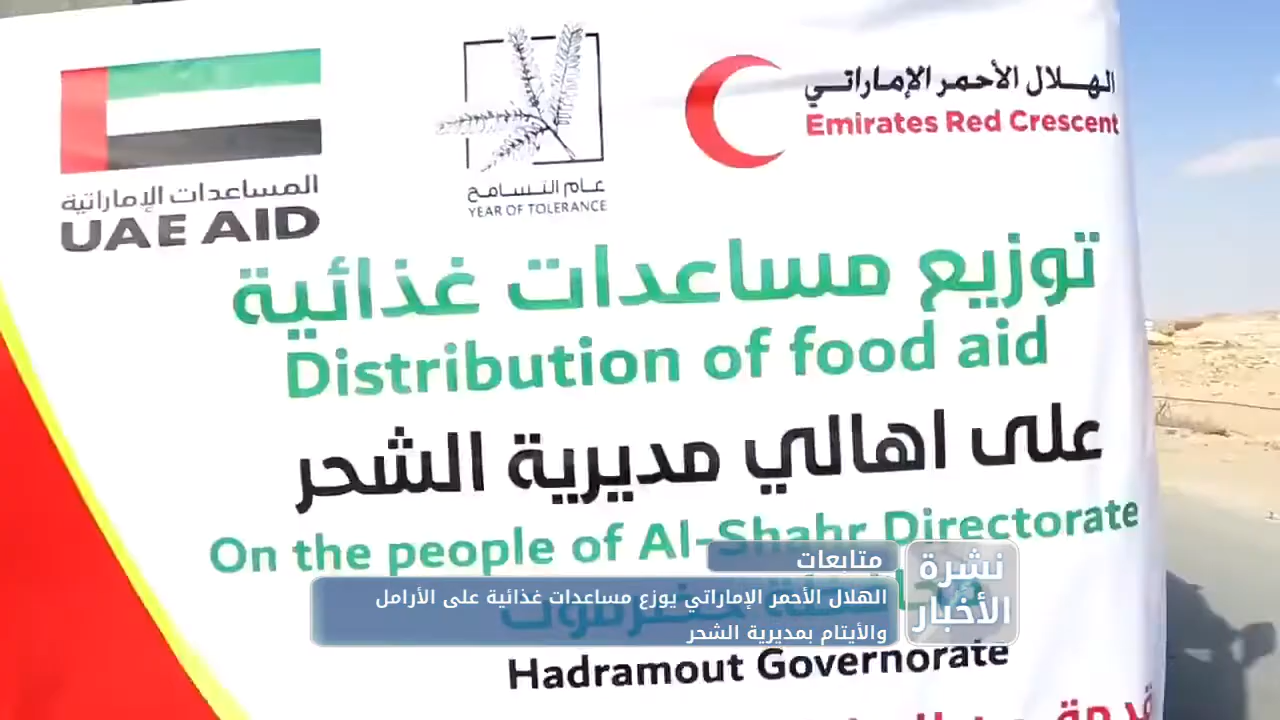 المساعدات الإماراتية
UAE AID
عام التسامح
YEAR OF TOLERANCE
الهلال الأحمر الإماراتي
Emirates Red Crescent
توزيع مساعدات غذائية
Distribution of food aid
على اهالي مديرية الشحر
On the people of Al-Shahr Directorate
متابعات
نشرة
الأخبار
الهلال الأحمر الإماراتي يوزع مساعدات غذائية على الأرامل
والأيتام بمديرية الشحر
Hadramout Governorate